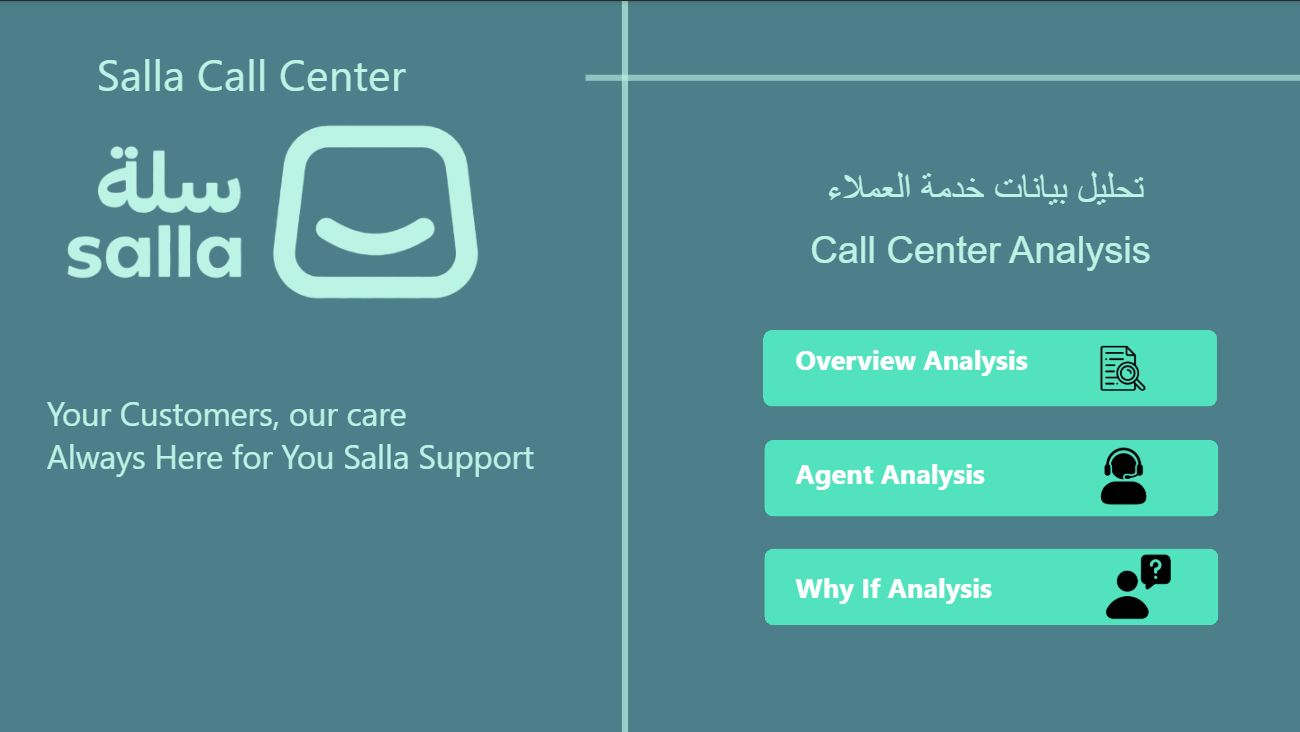 Salla Call Center
سلة
salla
Your Customers, our care
Always Here for You Salla Support
تحليل بيانات خدمة العملاء
Call Center Analysis
Overview Analysis
Agent Analysis
?
Why If Analysis